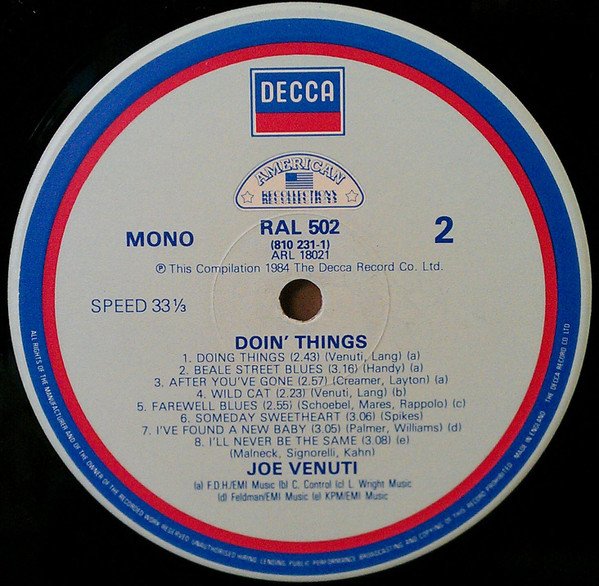 DECCA
AMERICAN
RECOLLECTIONS
MONO
RAL 502
2
(810 231-1)
ARL 18021
℗ This Compilation 1984 The Decca Record Co. Ltd.
SPEED 33⅓
DOIN' THINGS
1. DOING THINGS (2.43) (Venuti, Lang) (a)
2. BEALE STREET BLUES (3.16) (Handy) (a)
3. AFTER YOU'VE GONE (2.57) (Creamer, Layton) (a)
4. WILD CAT (2.23) (Venuti, Lang) (b)
5. FAREWELL BLUES (2.55) (Schoebel, Mares, Rappolo) (c)
6. SOMEDAY SWEETHEART (3.06) (Spikes)
7. I'VE FOUND A NEW BABY (3.05) (Palmer, Williams) (d)
8. I'LL NEVER BE THE SAME (3.08) (e)
(Malneck, Signorelli, Kahn)
JOE VENUTI
(a) F.D.H/EMI Music (b) C. Control (c) L. Wright Music
(d) Feldman/EMI Music (e) KPM/EMI Music
ALL RIGHTS OF THE MANUFACTURER AND OF THE OWNER OF THE RECORDED WORK RESERVED UNAUTHORISED HIRING LENDING PUBLIC PERFORMANCE BROADCASTING AND COPYING OF THIS RECORD PROHIBITED MADE IN ENGLAND THE DECCA RECORD CO LTD